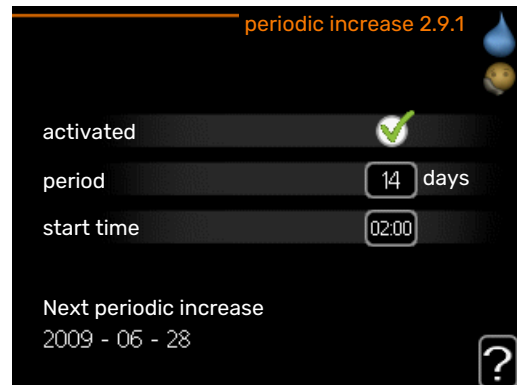 periodic increase 2.9.1
activated
period 14 days
start time 02:00
Next periodic increase
2009 - 06 - 28
?